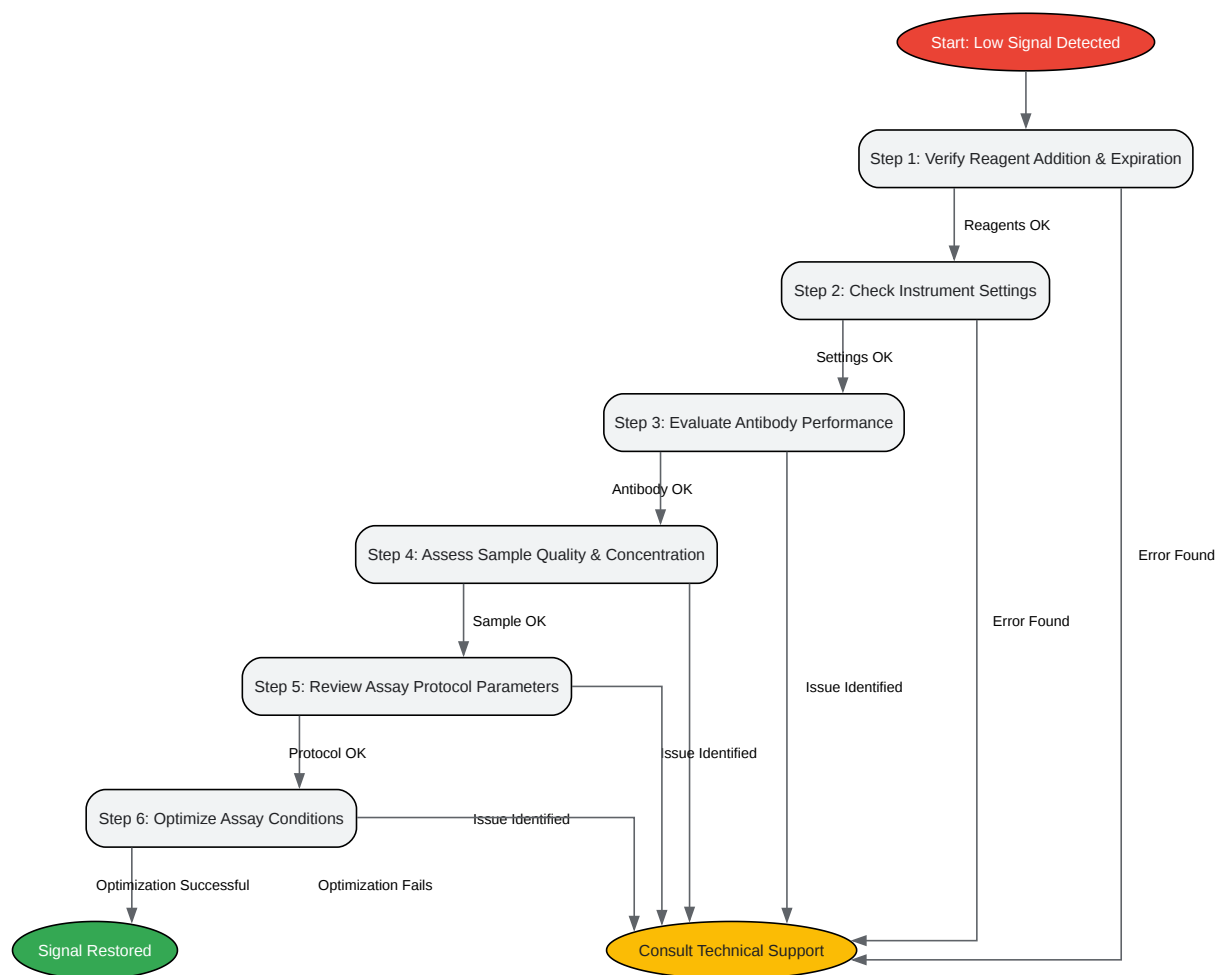 Start: Low Signal Detected
Step 1: Verify Reagent Addition & Expiration
Reagents OK
Step 2: Check Instrument Settings
Settings OK
Step 3: Evaluate Antibody Performance
Antibody OK
Step 4: Assess Sample Quality & Concentration
Error Found
Sample OK
Error Found
Step 5: Review Assay Protocol Parameters
Issue Identified
Protocol OK
Issue Identified
Step 6: Optimize Assay Conditions
Issue Identified
Optimization Successful
Optimization Fails
Signal Restored
Consult Technical Support